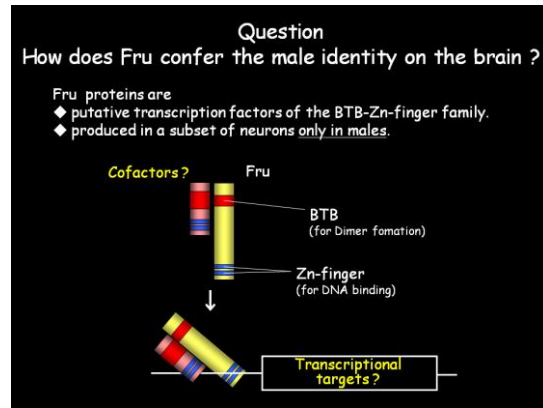 Question
How does Fru confer the male identity on the brain ?
Fru proteins are
◆ putative transcription factors of the BTB-Zn-finger family.
◆ produced in a subset of neurons only in males.
Cofactors ? Fru
BTB
(for Dimer fomation)
Zn-finger
(for DNA binding)
Transcriptional
targets ?